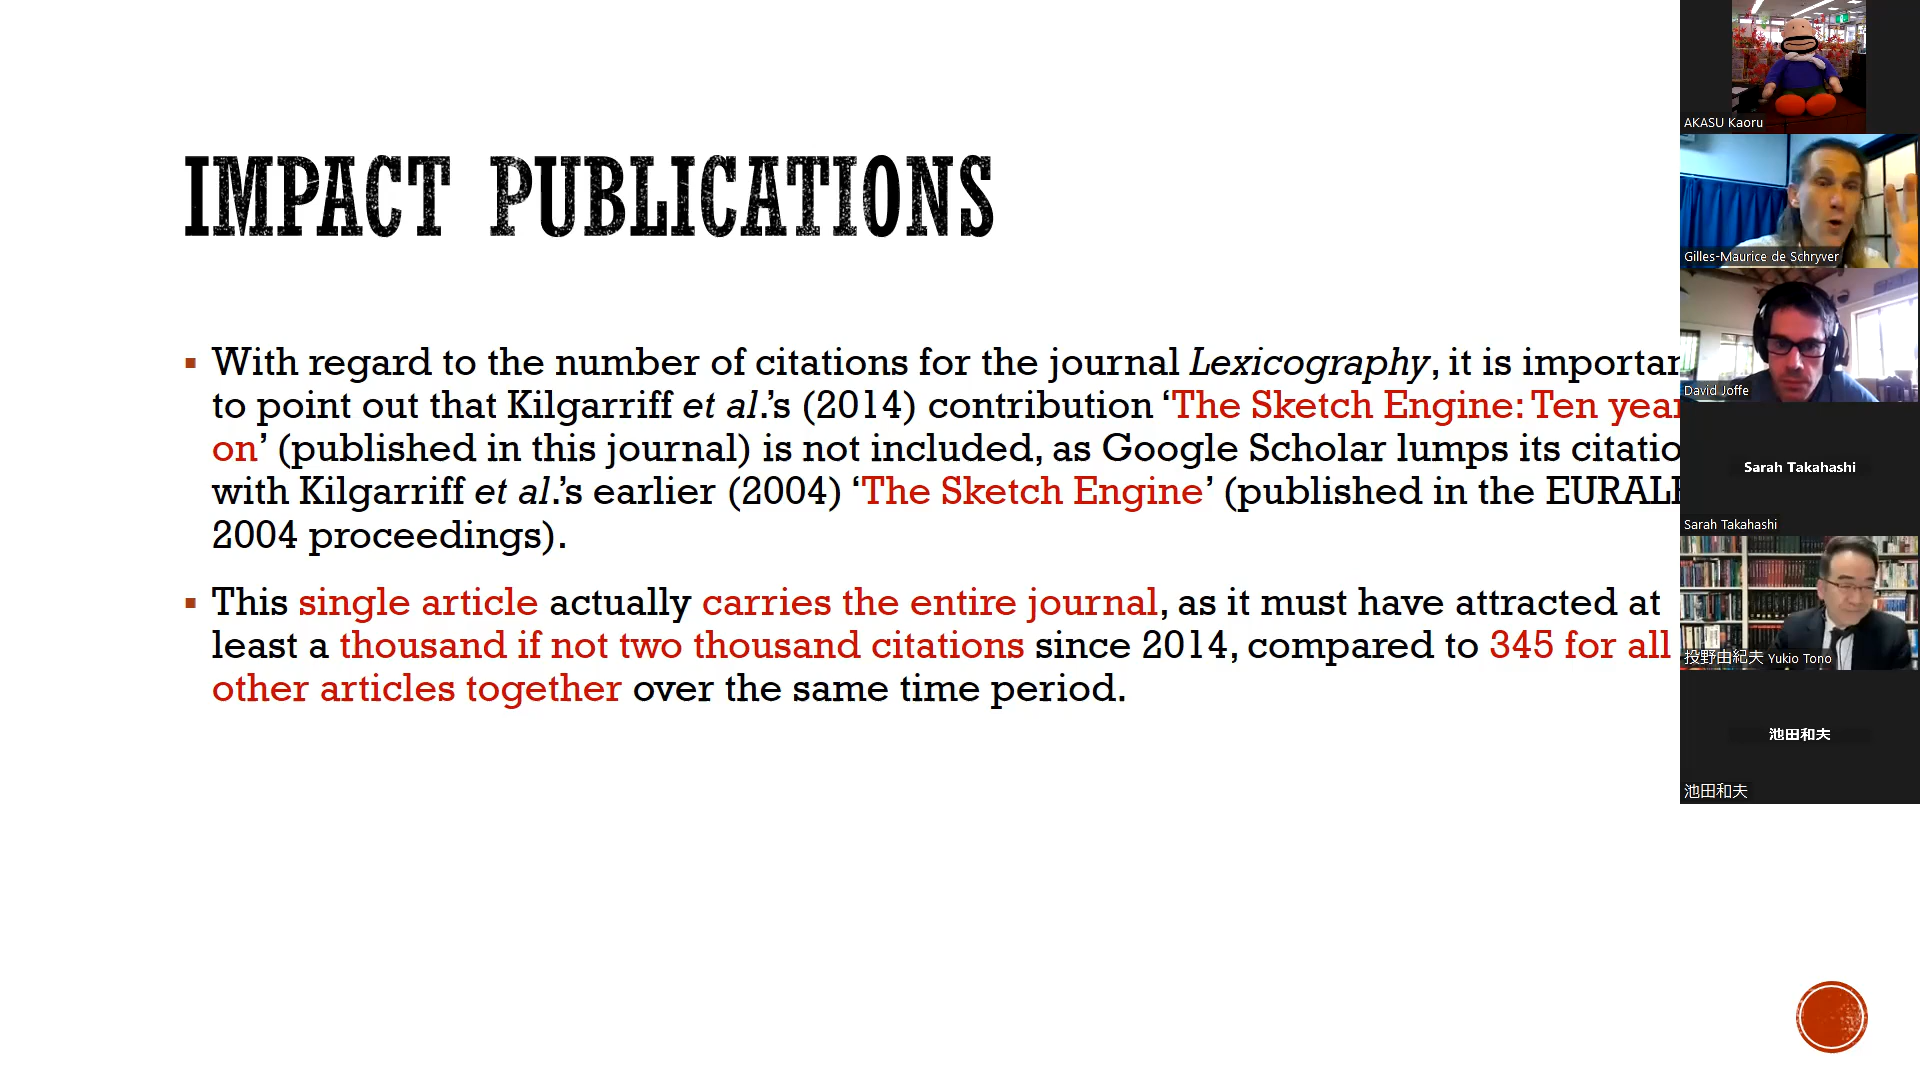 IMPACT PUBLICATIONS
▪ With regard to the number of citations for the journal Lexicography, it is importan
to point out that Kilgarriff et al.’s (2014) contribution ‘The Sketch Engine: Ten year
on’ (published in this journal) is not included, as Google Scholar lumps its citatio
with Kilgarriff et al.’s earlier (2004) ‘The Sketch Engine’ (published in the EURALE
2004 proceedings).
▪ This single article actually carries the entire journal, as it must have attracted at
least a thousand if not two thousand citations since 2014, compared to 345 for all
other articles together over the same time period.
AKASU Kaoru
Gilles-Maurice de Schryver
David Joffe
Sarah Takahashi
Sarah Takahashi
投野由紀夫 Yukio Tono
池田和夫
池田和夫